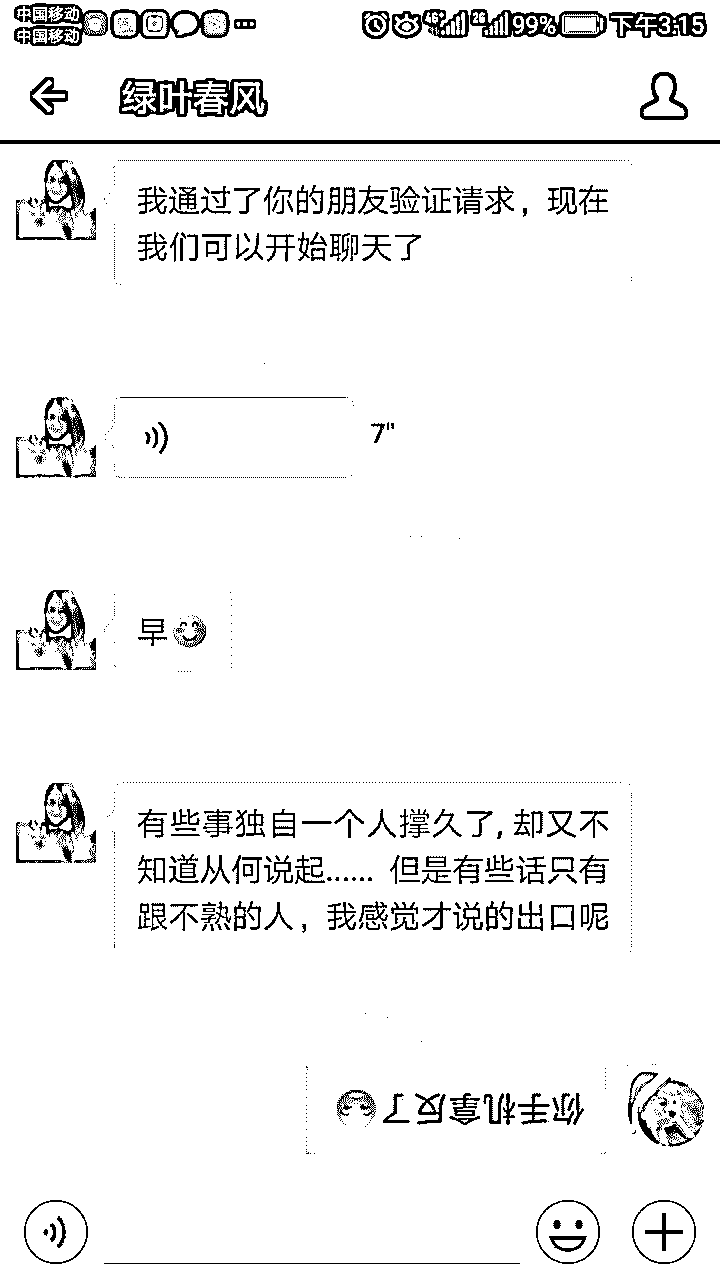 中国移动
中国移动
4G 2G 99% 下午3:15
绿叶春风
我通过了你的朋友验证请求，现在
我们可以开始聊天了
7"
早
有些事独自一个人撑久了, 却又不
知道从何说起...... 但是有些话只有
跟不熟的人，我感觉才说的出口呢
你手机拿反了